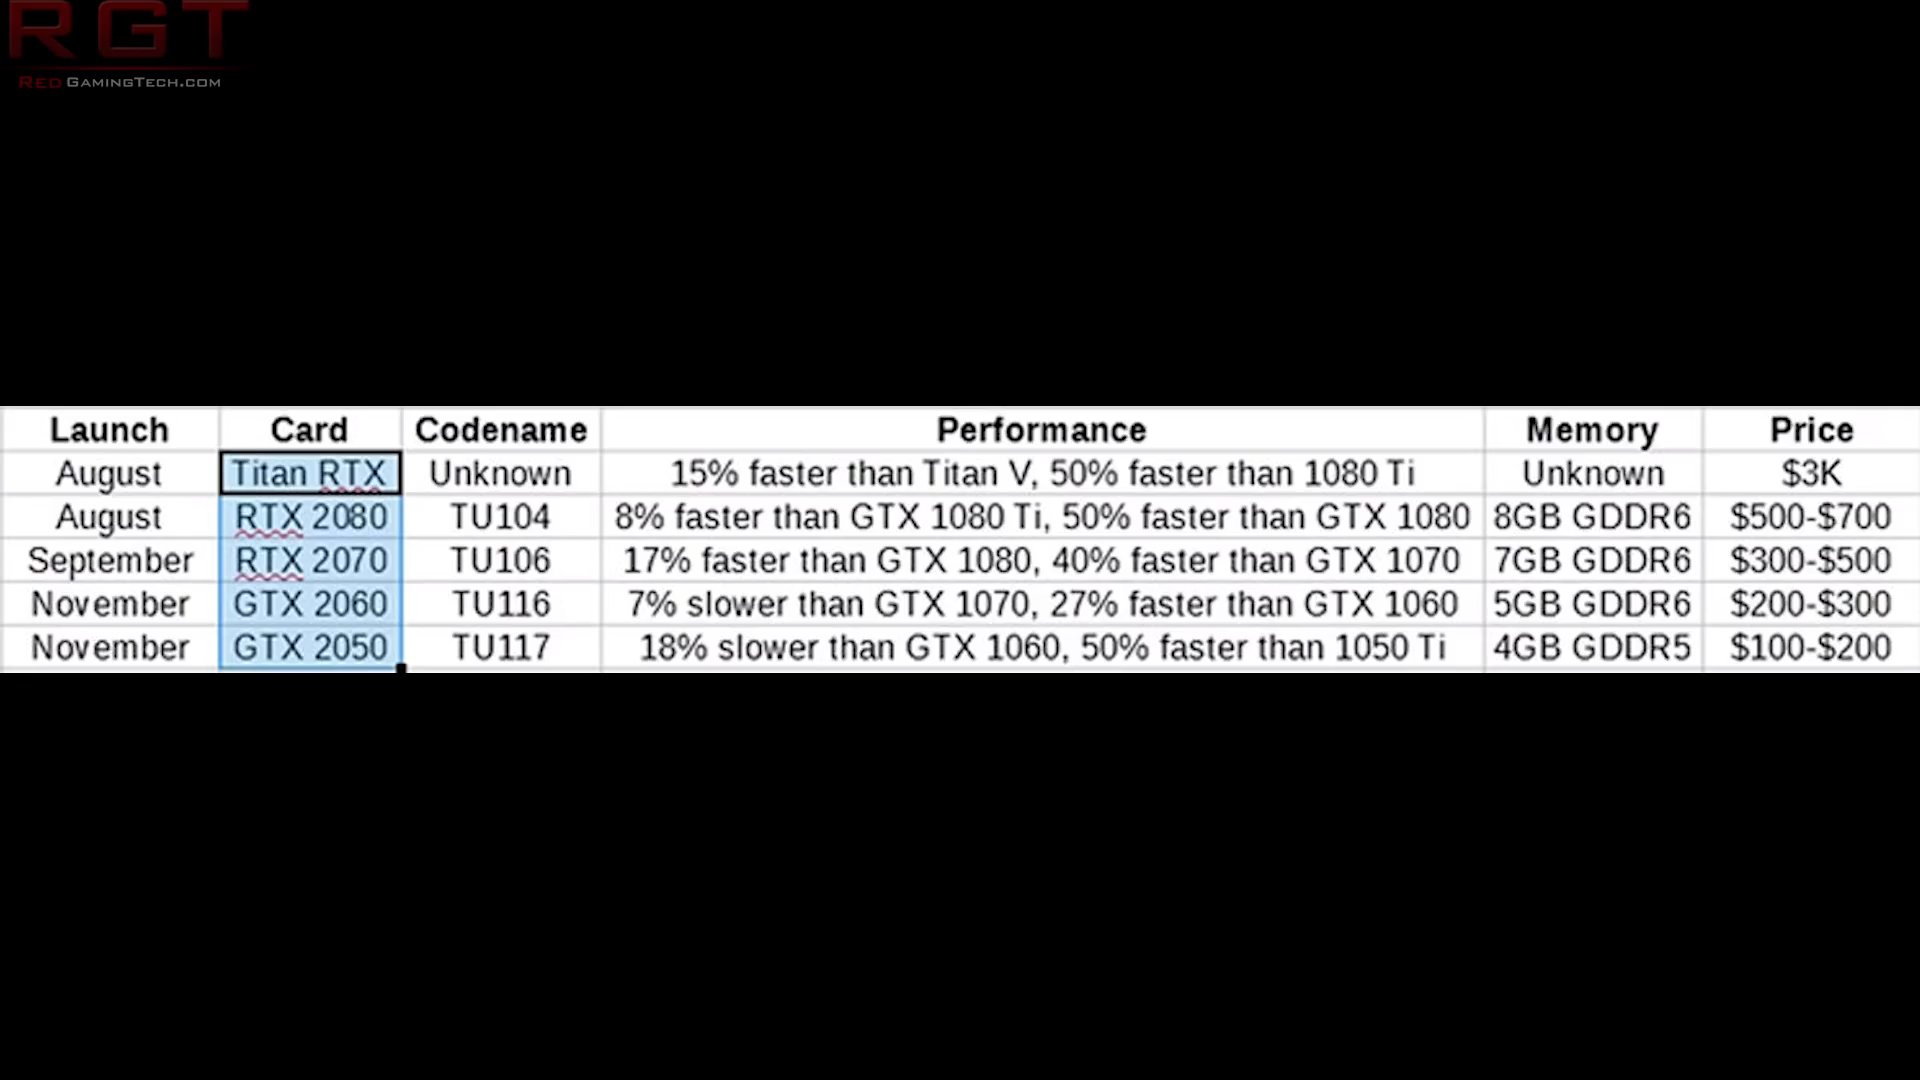 RGT
RED GAMINGTECH.COM
Launch Card Codename Performance Memory Price
August Titan RTX Unknown 15% faster than Titan V, 50% faster than 1080 Ti Unknown $3K
August RTX 2080 TU104 8% faster than GTX 1080 Ti, 50% faster than GTX 1080 8GB GDDR6 $500-$700
September RTX 2070 TU106 17% faster than GTX 1080, 40% faster than GTX 1070 7GB GDDR6 $300-$500
November GTX 2060 TU116 7% slower than GTX 1070, 27% faster than GTX 1060 5GB GDDR6 $200-$300
November GTX 2050 TU117 18% slower than GTX 1060, 50% faster than 1050 Ti 4GB GDDR5 $100-$200